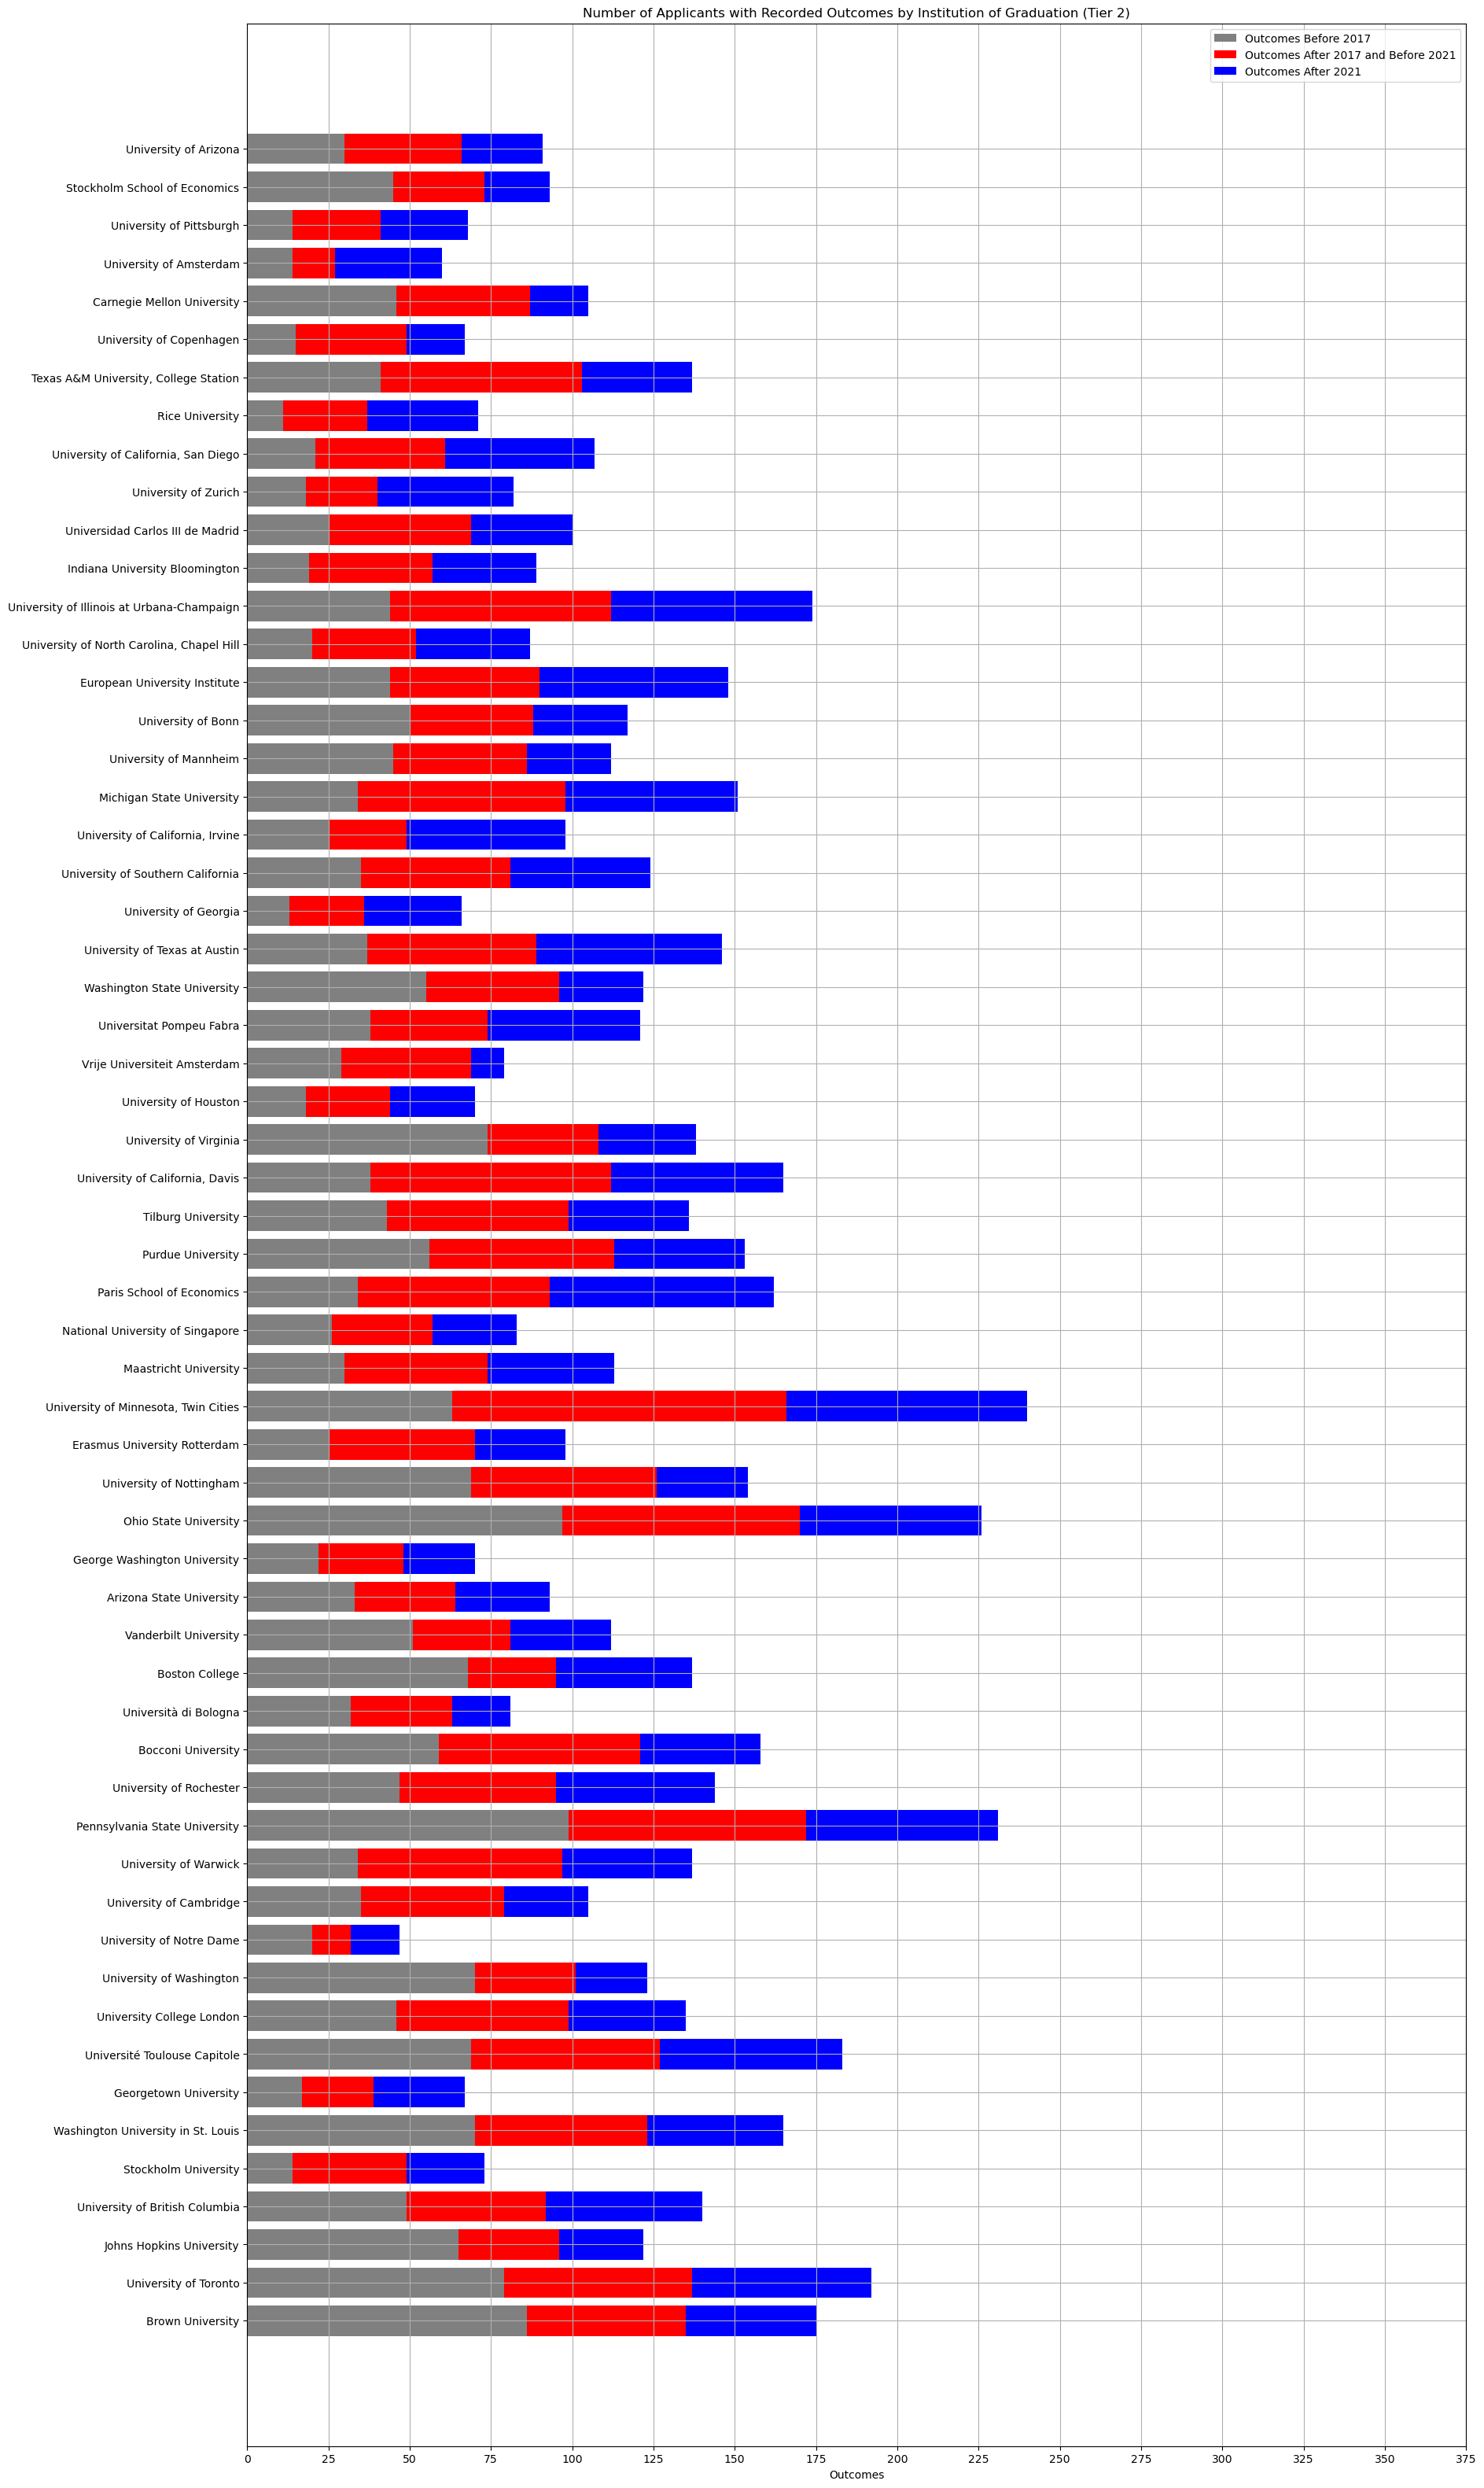 Number of Applicants with Recorded Outcomes by Institution of Graduation (Tier 2)
Outcomes Before 2017
Outcomes After 2017 and Before 2021
Outcomes After 2021
University of Arizona
Stockholm School of Economics
University of Pittsburgh
University of Amsterdam
Carnegie Mellon University
University of Copenhagen
Texas A&M University, College Station
Rice University
University of California, San Diego
University of Zurich
Universidad Carlos III de Madrid
Indiana University Bloomington
University of Illinois at Urbana-Champaign
University of North Carolina, Chapel Hill
European University Institute
University of Bonn
University of Mannheim
Michigan State University
University of California, Irvine
University of Southern California
University of Georgia
University of Texas at Austin
Washington State University
Universitat Pompeu Fabra
Vrije Universiteit Amsterdam
University of Houston
University of Virginia
University of California, Davis
Tilburg University
Purdue University
Paris School of Economics
National University of Singapore
Maastricht University
University of Minnesota, Twin Cities
Erasmus University Rotterdam
University of Nottingham
Ohio State University
George Washington University
Arizona State University
Vanderbilt University
Boston College
Università di Bologna
Bocconi University
University of Rochester
Pennsylvania State University
University of Warwick
University of Cambridge
University of Notre Dame
University of Washington
University College London
Université Toulouse Capitole
Georgetown University
Washington University in St. Louis
Stockholm University
University of British Columbia
Johns Hopkins University
University of Toronto
Brown University
0 25 50 75 100 125 150 175 200 225 250 275 300 325 350 375
Outcomes